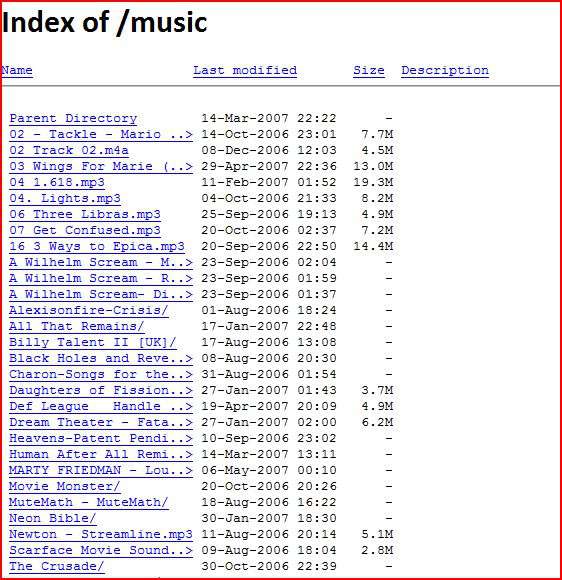 Index of /music
Name Last modified Size Description
Parent Directory 14-Mar-2007 22:22 -
02 - Tackle - Mario ..> 14-Oct-2006 23:01 7.7M
02 Track 02.m4a 08-Dec-2006 12:03 4.5M
03 Wings For Marie (..> 29-Apr-2007 22:36 13.0M
04 1.618.mp3 11-Feb-2007 01:52 19.3M
04. Lights.mp3 04-Oct-2006 21:33 8.2M
06 Three Libras.mp3 25-Sep-2006 19:13 4.9M
07 Get Confused.mp3 20-Oct-2006 02:37 7.2M
16 3 Ways to Epica.mp3 20-Sep-2006 22:50 14.4M
A Wilhelm Scream - M..> 23-Sep-2006 02:04 -
A Wilhelm Scream - R..> 23-Sep-2006 01:59 -
A Wilhelm Scream- Di..> 23-Sep-2006 01:37 -
Alexisonfire-Crisis/ 01-Aug-2006 18:24 -
All That Remains/ 17-Jan-2007 22:48 -
Billy Talent II [UK]/ 17-Aug-2006 13:08 -
Black Holes and Reve..> 08-Aug-2006 20:30 -
Charon-Songs for the..> 31-Aug-2006 01:54 -
Daughters of Fission..> 27-Jan-2007 01:43 3.7M
Def League Handle ..> 19-Apr-2007 20:09 4.9M
Dream Theater - Fata..> 27-Jan-2007 02:00 6.2M
Heavens-Patent Pendi..> 10-Sep-2006 23:02 -
Human After All Remi..> 14-Mar-2007 13:11 -
MARTY FRIEDMAN - Lou..> 06-May-2007 00:10 -
Movie Monster/ 20-Oct-2006 20:26 -
MuteMath - MuteMath/ 18-Aug-2006 16:22 -
Neon Bible/ 30-Jan-2007 18:30 -
Newton - Streamline.mp3 11-Aug-2006 20:14 5.1M
Scarface Movie Sound..> 09-Aug-2006 18:04 2.8M
The Crusade/ 30-Oct-2006 22:39 -